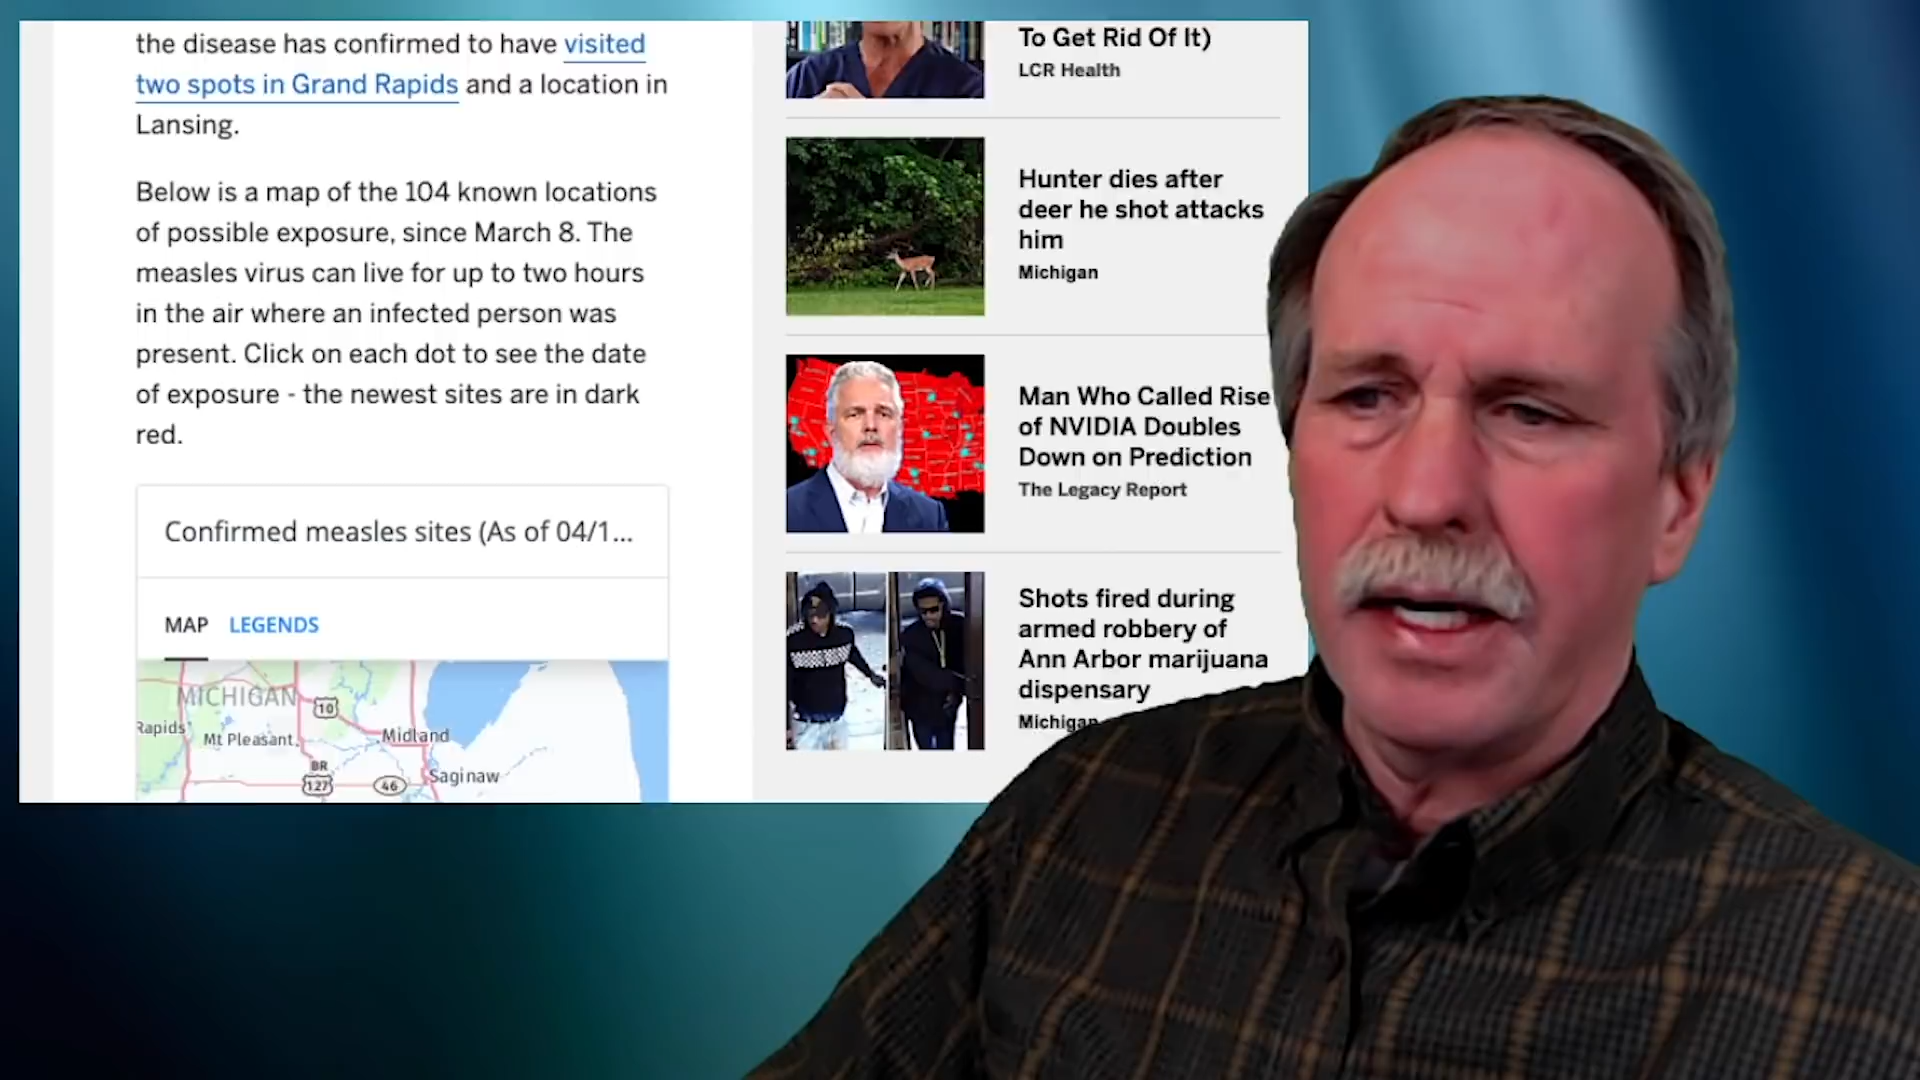 the disease has confirmed to have visited
two spots in Grand Rapids and a location in
Lansing.
Below is a map of the 104 known locations
of possible exposure, since March 8. The
measles virus can live for up to two hours
in the air where an infected person was
present. Click on each dot to see the date
of exposure - the newest sites are in dark
red.
Confirmed measles sites (As of 04/1...
MAP LEGENDS
MICHIGAN
10
Rapids
Mt Pleasant
Midland
BR
127
46
Saginaw
To Get Rid Of It)
LCR Health
Hunter dies after
deer he shot attacks
him
Michigan
Man Who Called Rise
of NVIDIA Doubles
Down on Prediction
The Legacy Report
Shots fired during
armed robbery of
Ann Arbor marijuana
dispensary
Michigan